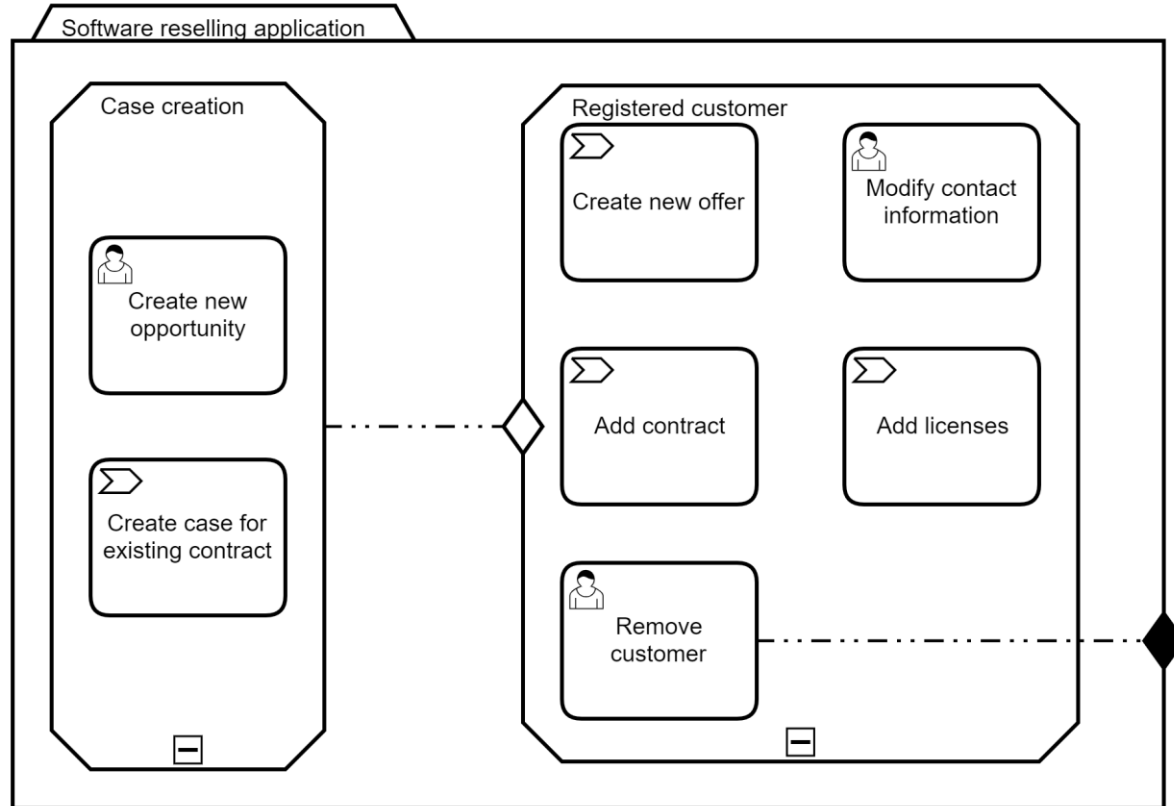 Software reselling application
Case creation
Create new
opportunity
Create case for
existing contract
Registered customer
Create new offer
Modify contact
information
Add contract
Add licenses
Remove
customer